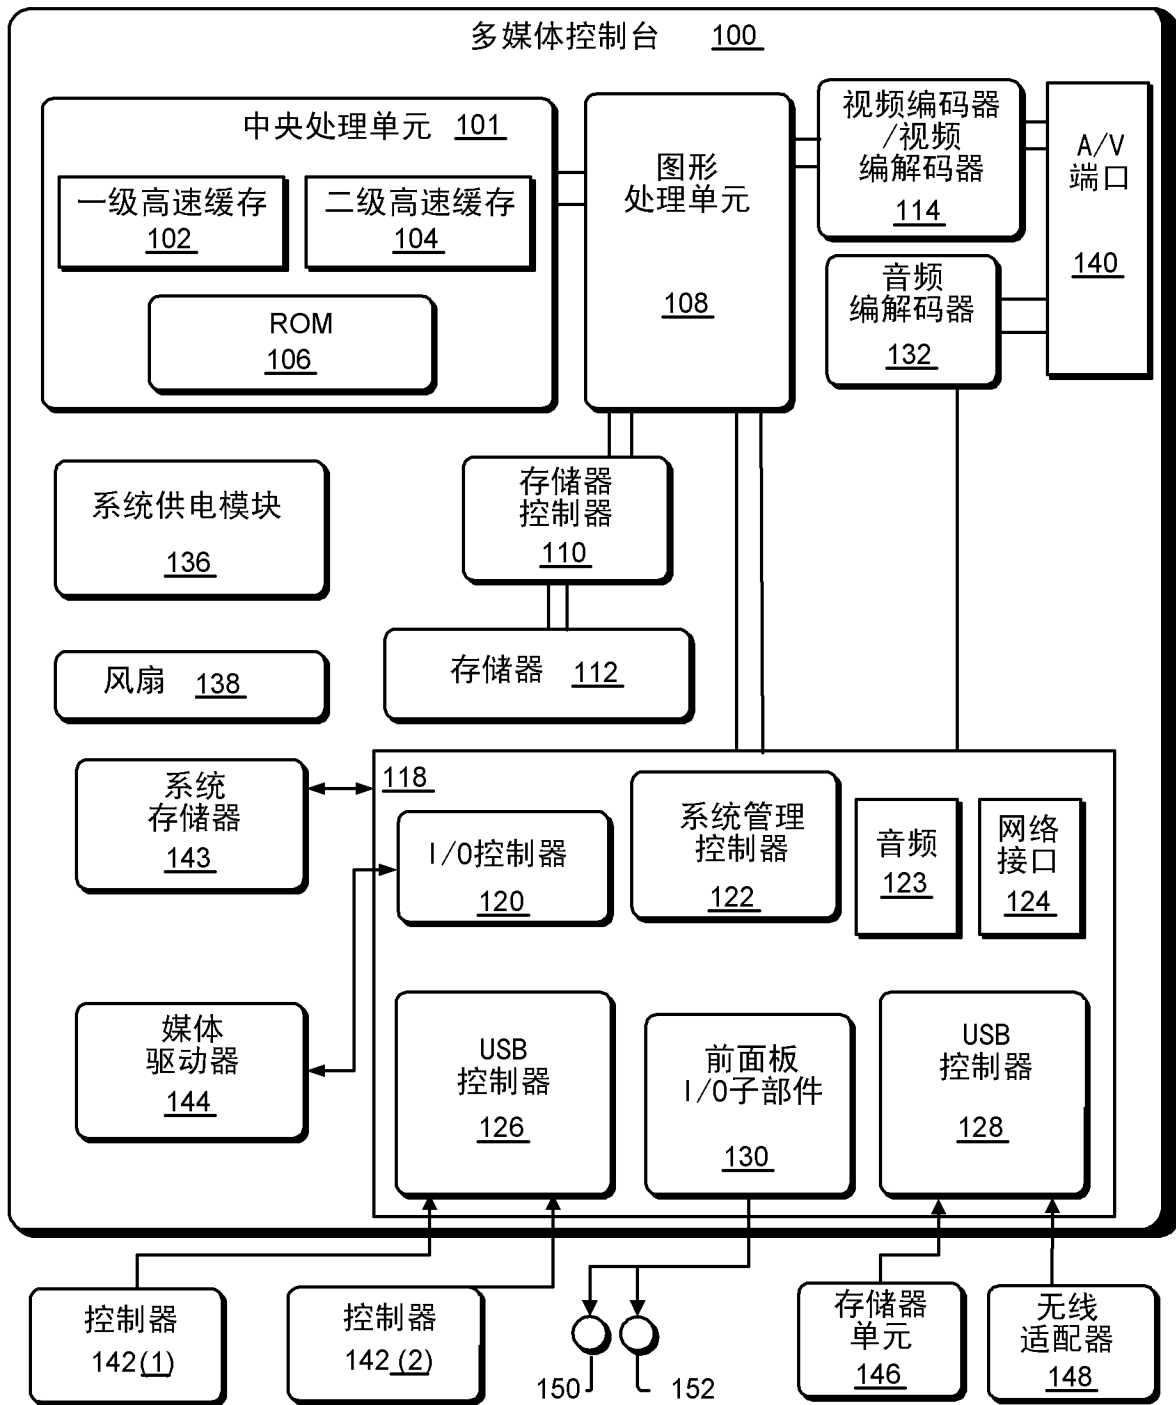 多媒体控制台 100
中央处理单元 101
一级高速缓存
102
二级高速缓存
104
ROM
106
图形
处理单元
108
视频编码器
/视频
编解码器
114
A/V
端口
140
音频
编解码器
132
系统供电模块
136
存储器
控制器
110
风扇 138
存储器 112
系统
存储器
143
118
I/O控制器
120
系统管理
控制器
122
音频
123
网络
接口
124
媒体
驱动器
144
USB
控制器
126
前面板
I/O子部件
130
USB
控制器
128
控制器
142(1)
控制器
142(2)
150
152
存储器
单元
146
无线
适配器
148